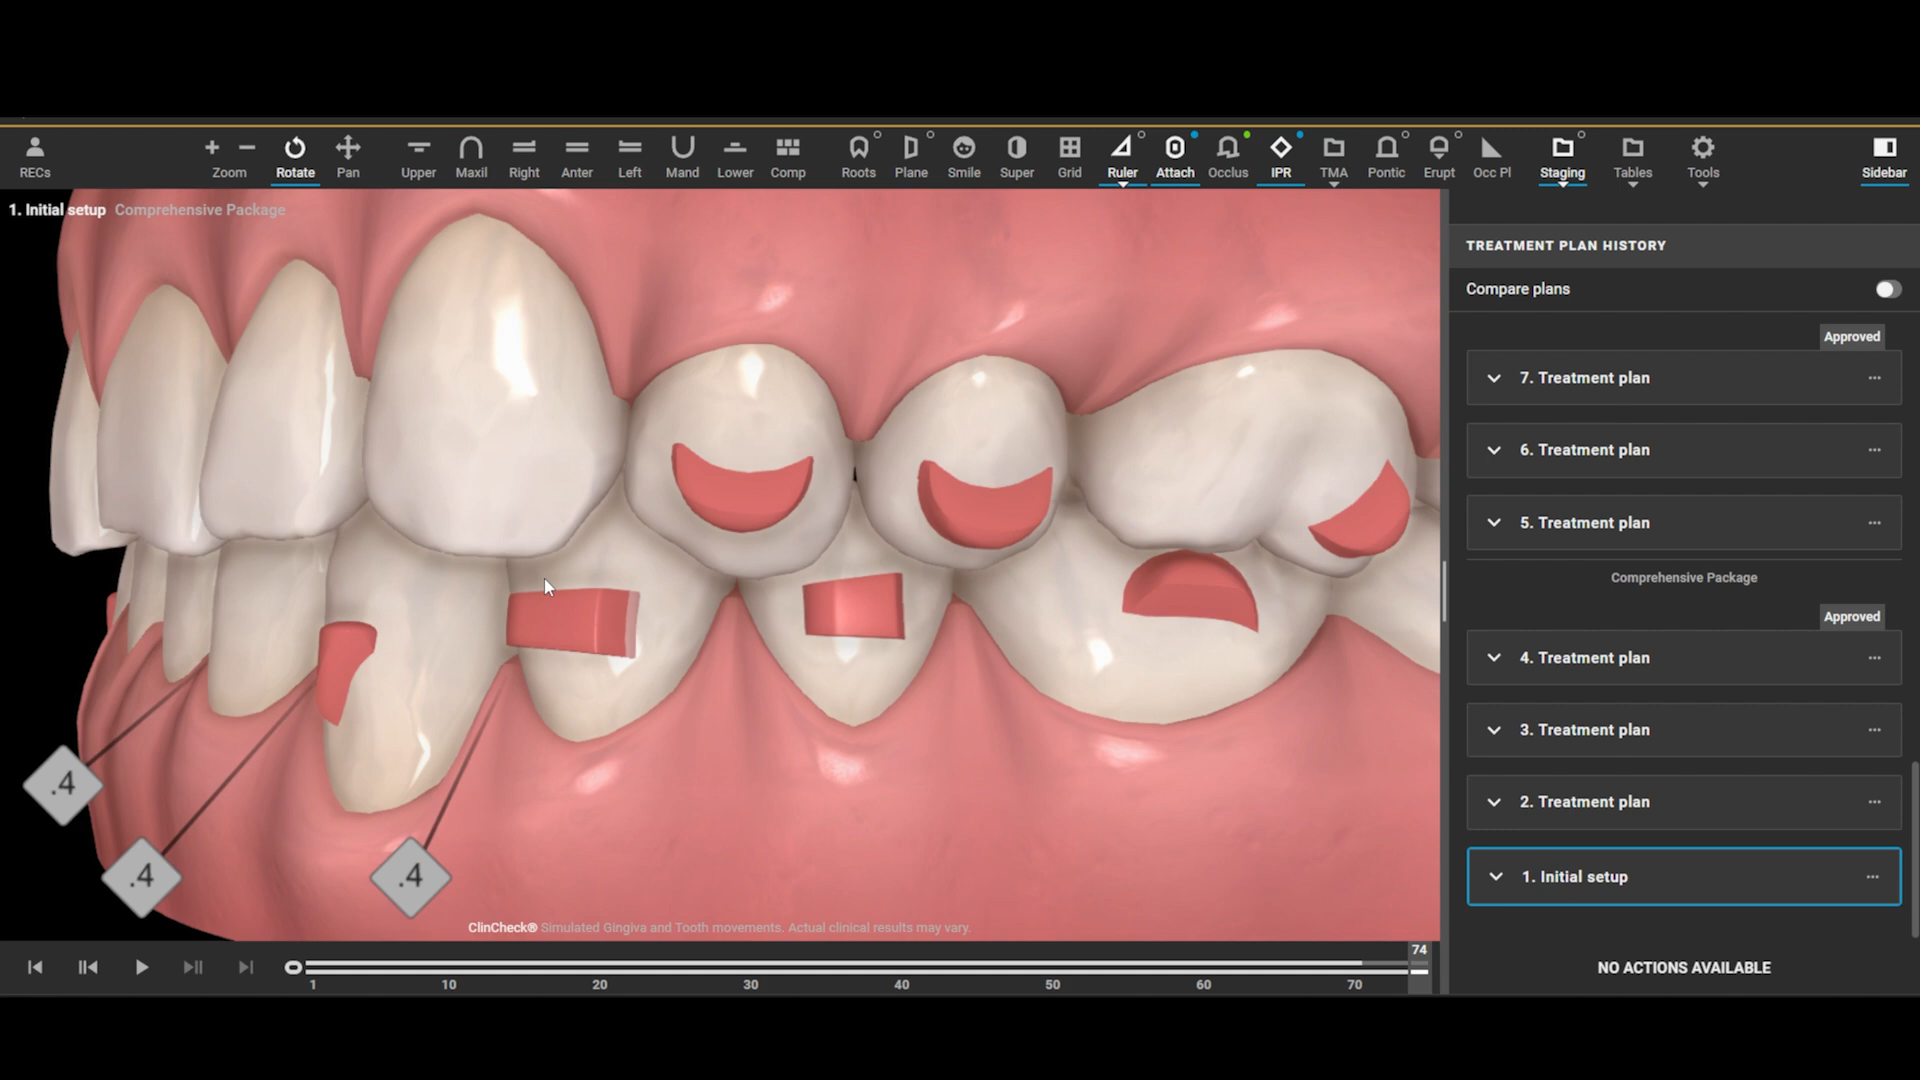 RECs
Zoom
Rotate
Pan
Upper
Maxil
Right
Anter
Left
Mand
Lower
Comp
Roots
Plane
Smile
Super
Grid
Ruler
Attach
Occlus
IPR
TMA
Pontic
Erupt
Occ Pl
Staging
Tables
Tools
Sidebar
1. Initial setup Comprehensive Package
TREATMENT PLAN HISTORY
Compare plans
Approved
7. Treatment plan
6. Treatment plan
5. Treatment plan
Comprehensive Package
Approved
4. Treatment plan
3. Treatment plan
2. Treatment plan
1. Initial setup
NO ACTIONS AVAILABLE
.4
.4
.4
ClinCheck® Simulated Gingiva and Tooth movements. Actual clinical results may vary.
74
1 10 20 30 40 50 60 70